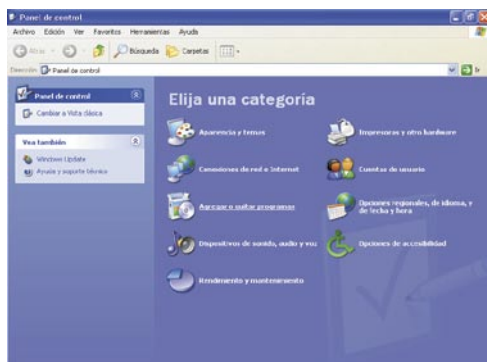 Panel de control
Archivo Edición Ver Favoritos Herramientas Ayuda
Atrás Búsqueda Carpetas
Dirección Panel de control Ir
Panel de control
Cambiar a Vista clásica
Vea también
Windows Update
Ayuda y soporte técnico
Elija una categoría
Apariencia y temas
Impresoras y otro hardware
Conexiones de red e Internet
Cuentas de usuario
Agregar o quitar programas
Opciones regionales, de idioma, y
de fecha y hora
Dispositivos de sonido, audio y voz
Opciones de accesibilidad
Rendimiento y mantenimiento